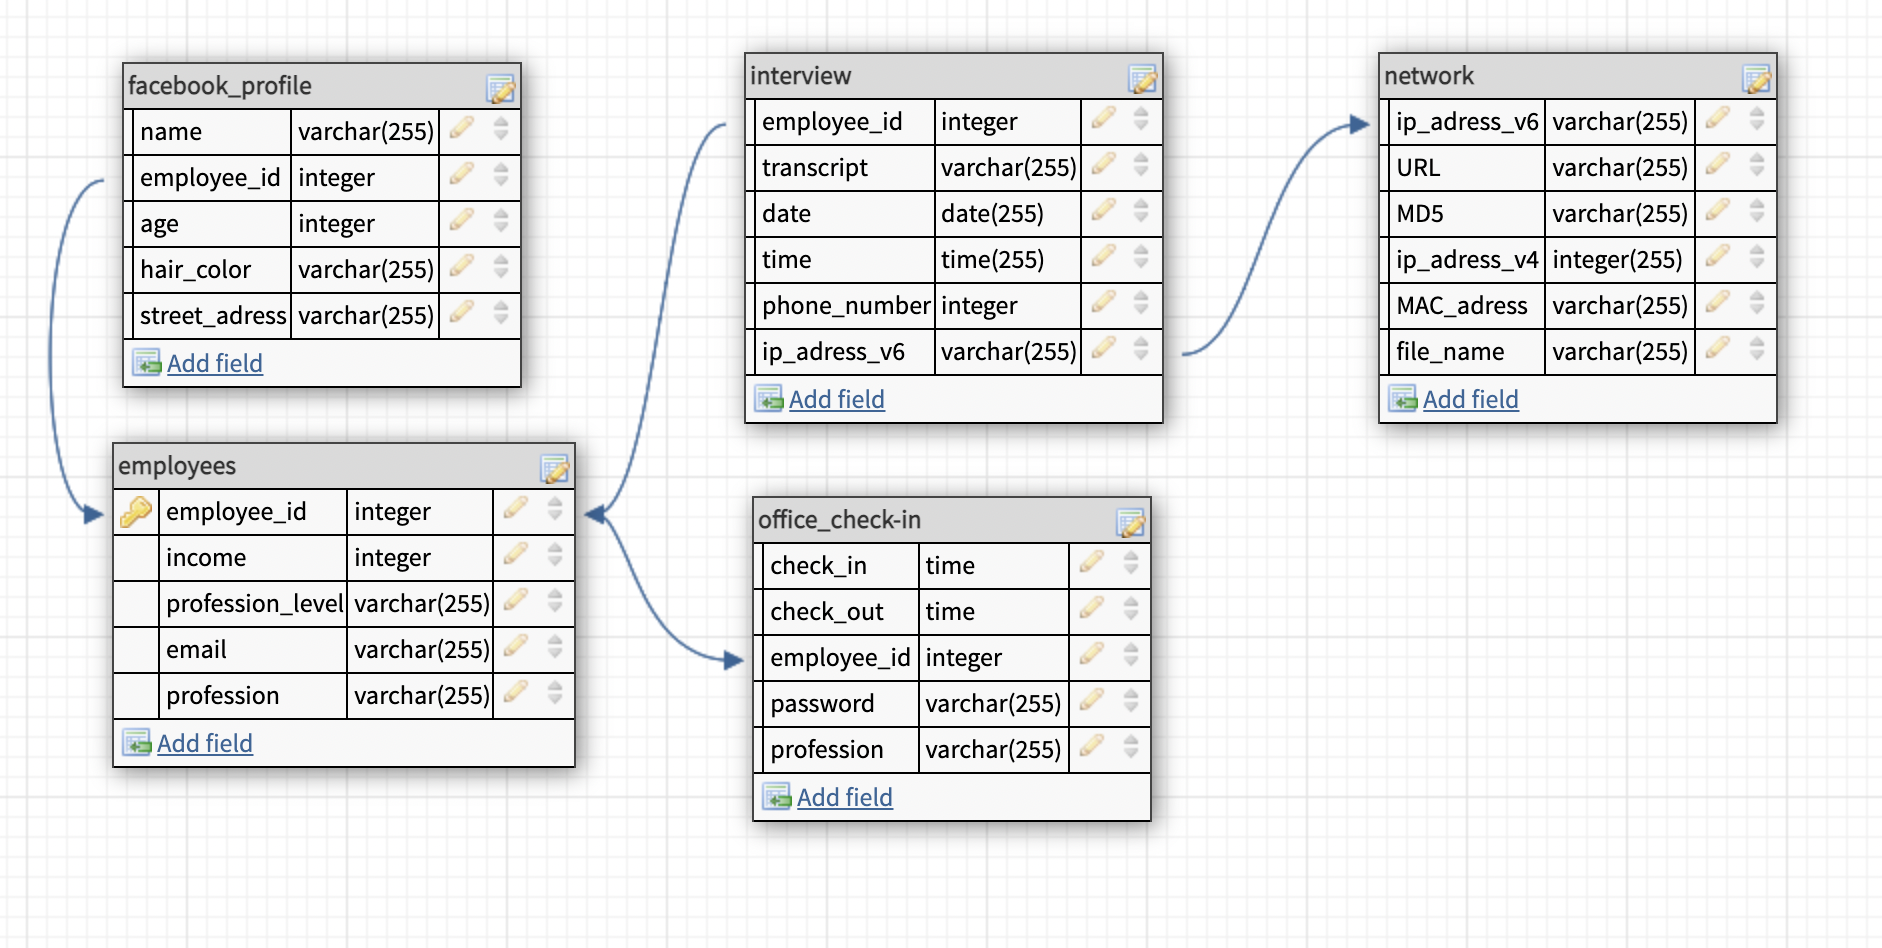 facebook_profile
name varchar(255)
employee_id integer
age integer
hair_color varchar(255)
street_adress varchar(255)
Add field
employees
employee_id integer
income integer
profession_level varchar(255)
email varchar(255)
profession varchar(255)
Add field
interview
employee_id integer
transcript varchar(255)
date date(255)
time time(255)
phone_number integer
ip_adress_v6 varchar(255)
Add field
office_check-in
check_in time
check_out time
employee_id integer
password varchar(255)
profession varchar(255)
Add field
network
ip_adress_v6 varchar(255)
URL varchar(255)
MD5 varchar(255)
ip_adress_v4 integer(255)
MAC_adress varchar(255)
file_name varchar(255)
Add field